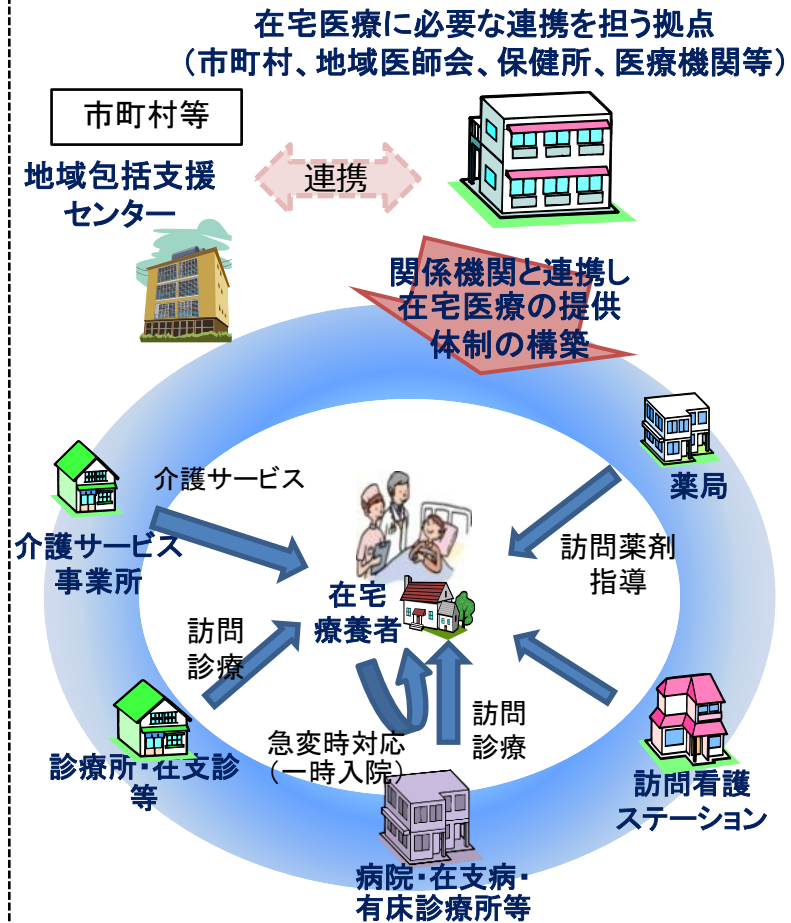 在宅医療に必要な連携を担う拠点
（市町村、地域医師会、保健所、医療機関等）
市町村等
地域包括支援
センター
連携
関係機関と連携し
在宅医療の提供
体制の構築
薬局
介護サービス
介護サービス
事業所
訪問薬剤
指導
在宅
療養者
訪問
診療
急変時対応
（一時入院）
訪問
診療
診療所・在支診
等
訪問看護
ステーション
病院・在支病・
有床診療所等